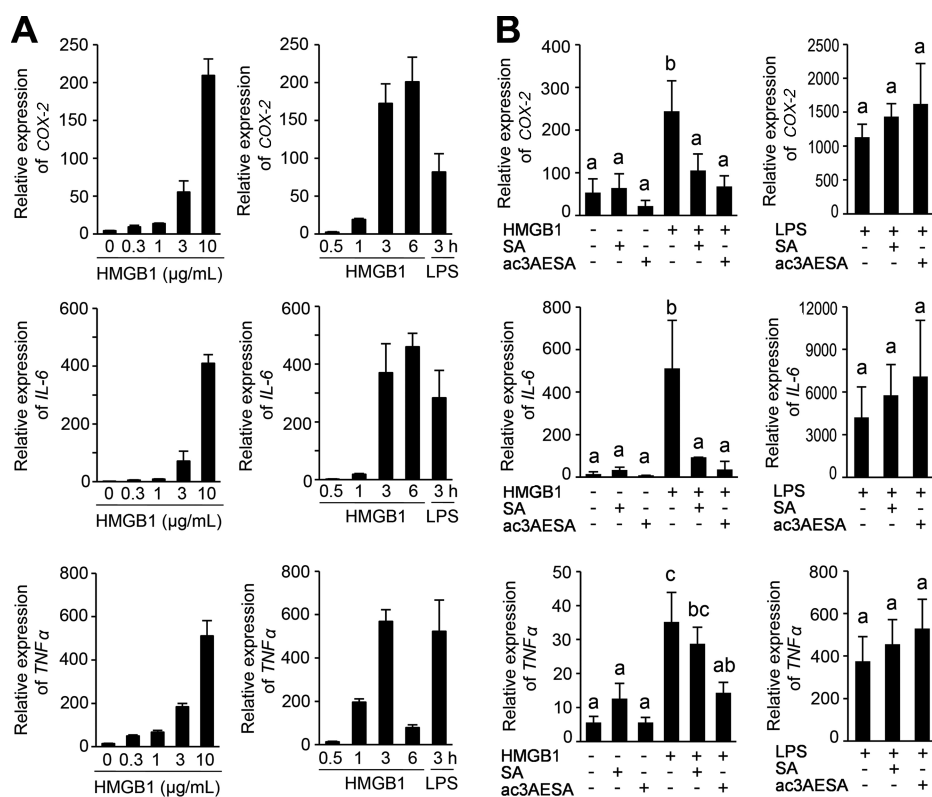 A
Relative expression
of COX-2
250
200
150
100
50
0
0 0.3 1 3 10
HMGB1 (µg/mL)
Relative expression
of COX-2
250
200
150
100
50
0
0.5 1 3 6 3 h
HMGB1 LPS
Relative expression
of IL-6
600
400
200
0
0 0.3 1 3 10
HMGB1 (µg/mL)
Relative expression
of IL-6
600
400
200
0
0.5 1 3 6 3 h
HMGB1 LPS
Relative expression
of TNFα
800
600
400
200
0
0 0.3 1 3 10
HMGB1 (µg/mL)
Relative expression
of TNFα
800
600
400
200
0
0.5 1 3 6 3 h
HMGB1 LPS
B
Relative expression
of COX-2
400
300
200
100
0
a a a b a a
HMGB1 - - - + + +
SA - + - - + -
ac3AESA - - + - - +
Relative expression
of COX-2
2500
2000
1500
1000
500
0
a a a
LPS + + +
SA - + -
ac3AESA - - +
Relative expression
of IL-6
800
600
400
200
0
a a a b a a
HMGB1 - - - + + +
SA - + - - + -
ac3AESA - - + - - +
Relative expression
of IL-6
12000
9000
6000
3000
0
a a a
LPS + + +
SA - + -
ac3AESA - - +
Relative expression
of TNFα
50
40
30
20
10
0
a a a c bc ab
HMGB1 - - - + + +
SA - + - - + -
ac3AESA - - + - - +
Relative expression
of TNFα
800
600
400
200
0
a a a
LPS + + +
SA - + -
ac3AESA - - +